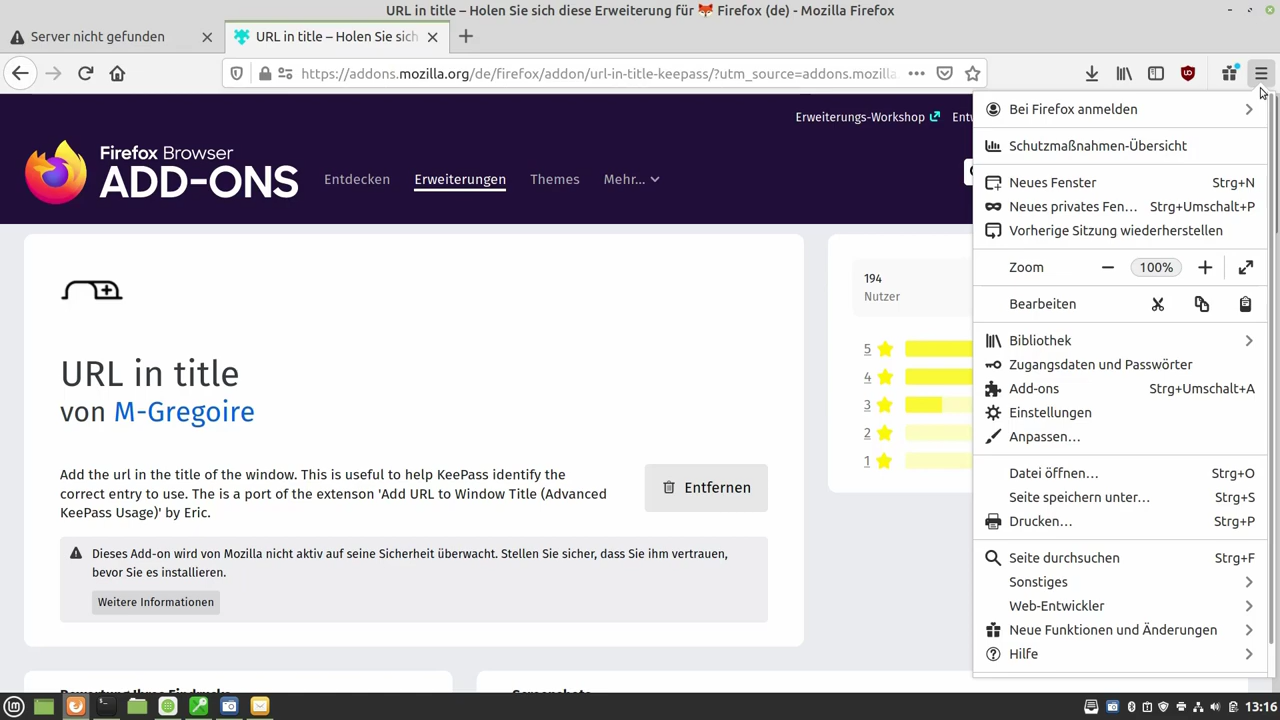 URL in title – Holen Sie sich diese Erweiterung für 🦊 Firefox (de) - Mozilla Firefox
Server nicht gefunden
URL in title – Holen Sie sich
https://addons.mozilla.org/de/firefox/addon/url-in-title-keepass/?utm_source=addons.mozilla.
Erweiterungs-Workshop
Firefox Browser
ADD-ONS
Entdecken
Erweiterungen
Themes
Mehr...
URL in title
von M-Gregoire
Add the url in the title of the window. This is useful to help KeePass identify the
correct entry to use. The is a port of the extenson 'Add URL to Window Title (Advanced
KeePass Usage)' by Eric.
Entfernen
Dieses Add-on wird von Mozilla nicht aktiv auf seine Sicherheit überwacht. Stellen Sie sicher, dass Sie ihm vertrauen,
bevor Sie es installieren.
Weitere Informationen
194
Nutzer
5
4
3
2
1
Bei Firefox anmelden
Schutzmaßnahmen-Übersicht
Neues Fenster Strg+N
Neues privates Fen... Strg+Umschalt+P
Vorherige Sitzung wiederherstellen
Zoom 100%
Bearbeiten
Bibliothek
Zugangsdaten und Passwörter
Add-ons Strg+Umschalt+A
Einstellungen
Anpassen...
Datei öffnen... Strg+O
Seite speichern unter... Strg+S
Drucken... Strg+P
Seite durchsuchen Strg+F
Sonstiges
Web-Entwickler
Neue Funktionen und Änderungen
Hilfe
13:16